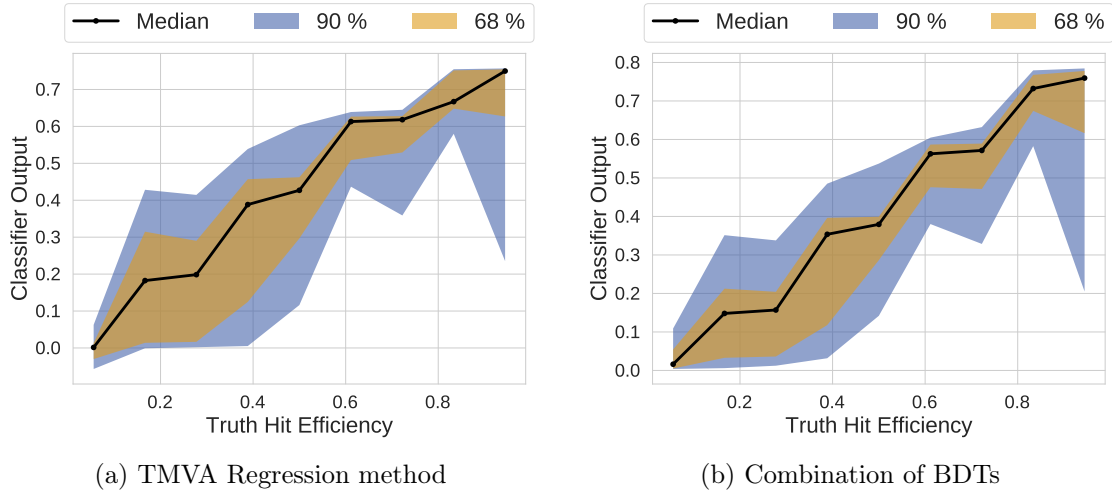 Median 90 % 68 %
Classifier Output
0.7
0.6
0.5
0.4
0.3
0.2
0.1
0.0
0.2 0.4 0.6 0.8
Truth Hit Efficiency
(a) TMVA Regression method
Median 90 % 68 %
Classifier Output
0.8
0.7
0.6
0.5
0.4
0.3
0.2
0.1
0.0
0.2 0.4 0.6 0.8
Truth Hit Efficiency
(b) Combination of BDTs